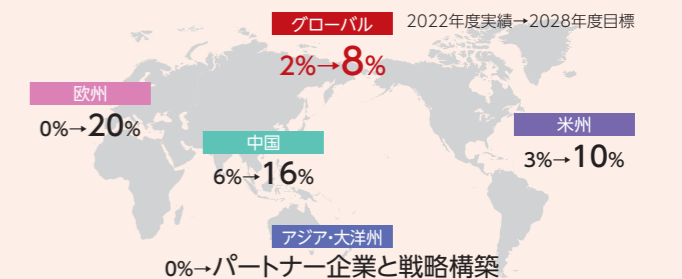 グローバル
2022年度実績→2028年度目標
2%→8%
欧州
0%→20%
中国
6%→16%
米州
3%→10%
アジア・大洋州
0%→パートナー企業と戦略構築